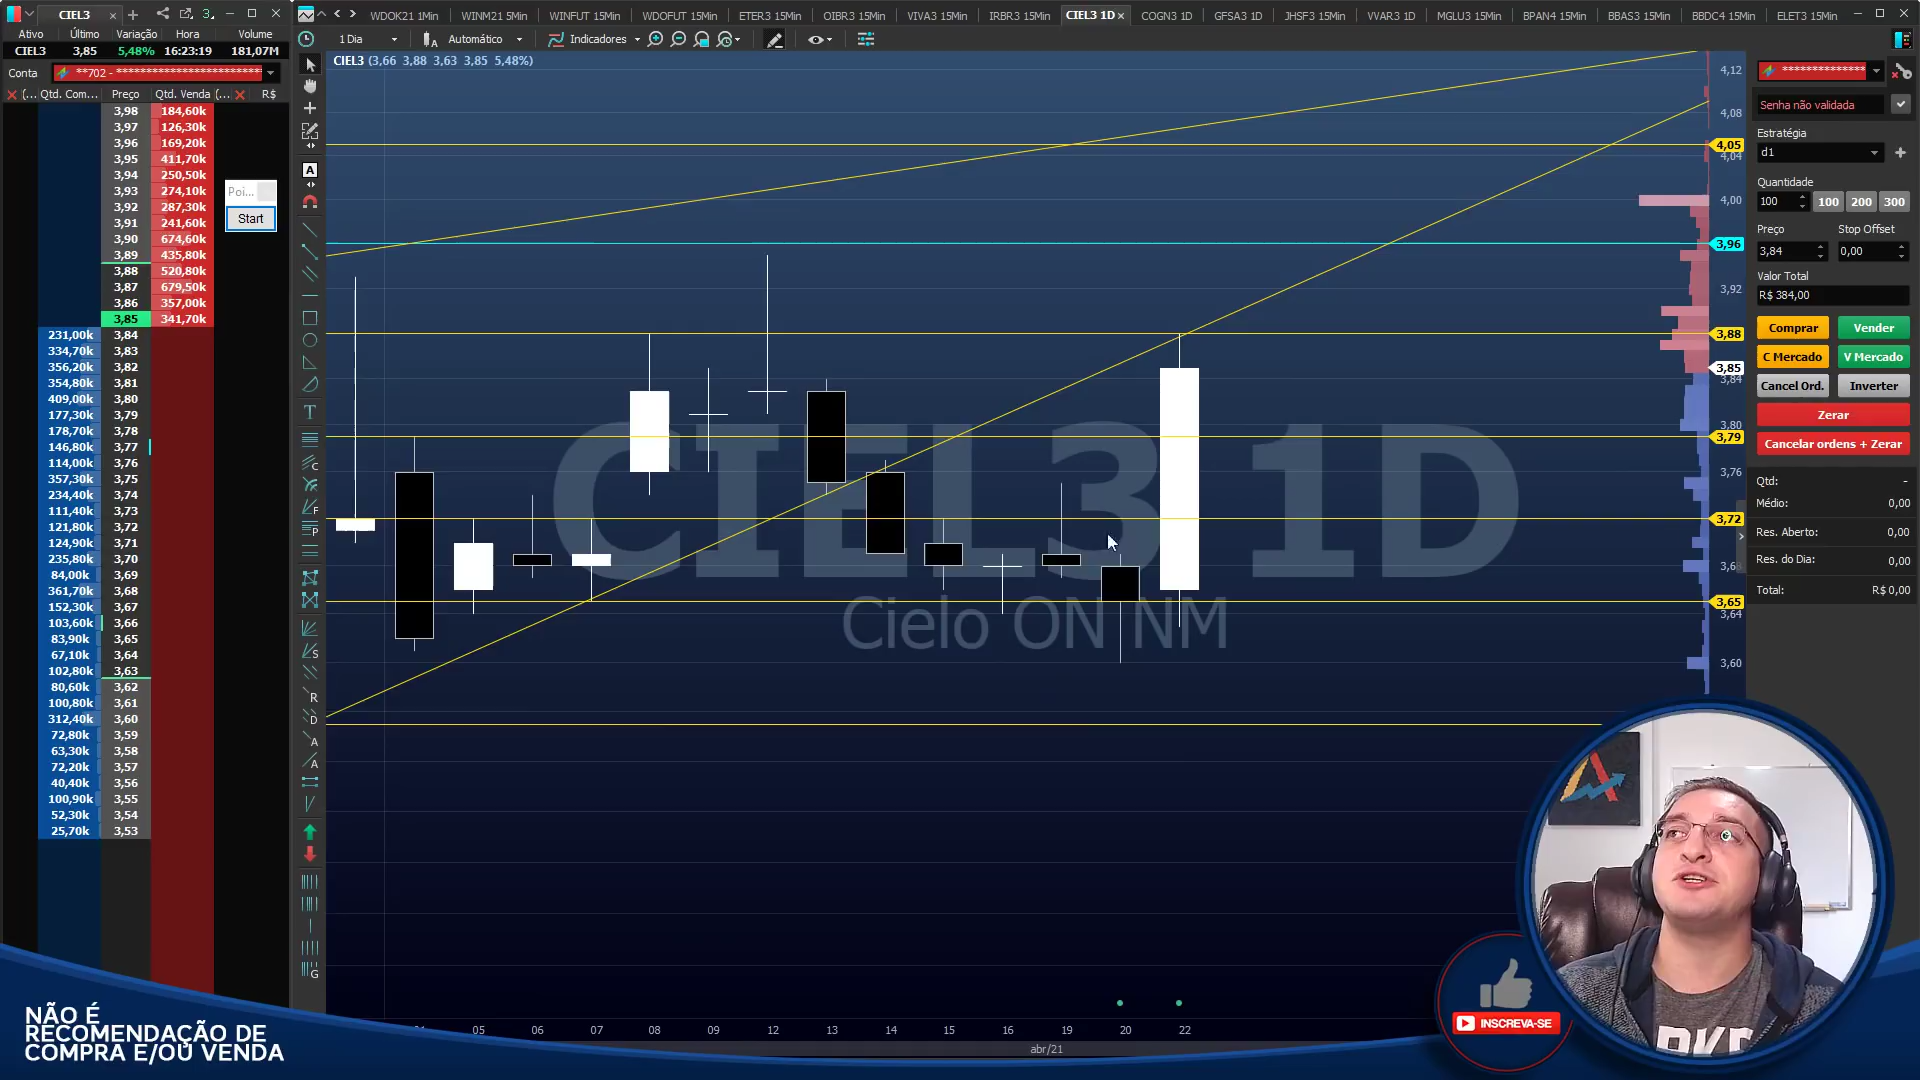 CIEL3
3
Ativo Último Variação Hora Volume
CIEL3 3,85 5,48% 16:23:19 181,07M
Conta **702 - ****************************
(... Qtd. Com... Preço Qtd. Venda (... R$
3,98 184,60k
3,97 126,30k
3,96 169,20k
3,95 411,70k
3,94 250,50k
3,93 274,10k
3,92 287,30k
3,91 241,60k
3,90 674,60k
3,89 435,80k
3,88 520,80k
3,87 679,50k
3,86 357,00k
3,85 341,70k
231,00k 3,84
334,70k 3,83
356,20k 3,82
354,80k 3,81
409,00k 3,80
177,30k 3,79
178,70k 3,78
146,80k 3,77
114,00k 3,76
357,30k 3,75
234,40k 3,74
111,40k 3,73
121,80k 3,72
124,90k 3,71
235,80k 3,70
84,00k 3,69
361,70k 3,68
152,30k 3,67
103,60k 3,66
83,90k 3,65
67,10k 3,64
102,80k 3,63
80,60k 3,62
100,80k 3,61
312,40k 3,60
72,80k 3,59
63,30k 3,58
72,20k 3,57
40,40k 3,56
100,90k 3,55
52,30k 3,54
25,70k 3,53
Poi...
Start
WDOK21 1Min WINM21 5Min WINFUT 15Min WDOFUT 15Min ETER3 15Min OIBR3 15Min VIVA3 15Min IRBR3 15Min CIEL3 1D COGN3 1D GFSA3 1D JHSF3 15Min VVAR3 1D MGLU3 15Min BPAN4 15Min BBAS3 15Min BBDC4 15Min ELET3 15Min
1 Dia Automático Indicadores
CIEL3 (3,66 3,88 3,63 3,85 5,48%)
CIEL3 1D
Cielo ON NM
4,12
4,08
4,05
4,04
4,00
3,96
3,92
3,88
3,85
3,84
3,80
3,79
3,76
3,72
3,65
3,64
3,60
05 06 07 08 09 12 13 14 15 16 19 20 22
abr/21
**************
Senha não validada
Estratégia
d1
Quantidade
100 100 200 300
Preço Stop Offset
3,84 0,00
Valor Total
R$ 384,00
Comprar Vender
C Mercado V Mercado
Cancel Ord. Inverter
Zerar
Cancelar ordens + Zerar
Qtd: -
Médio: 0,00
Res. Aberto: 0,00
Res. do Dia: 0,00
Total: R$ 0,00
NÃO É
RECOMENDAÇÃO DE
COMPRA E/OU VENDA
INSCREVA-SE